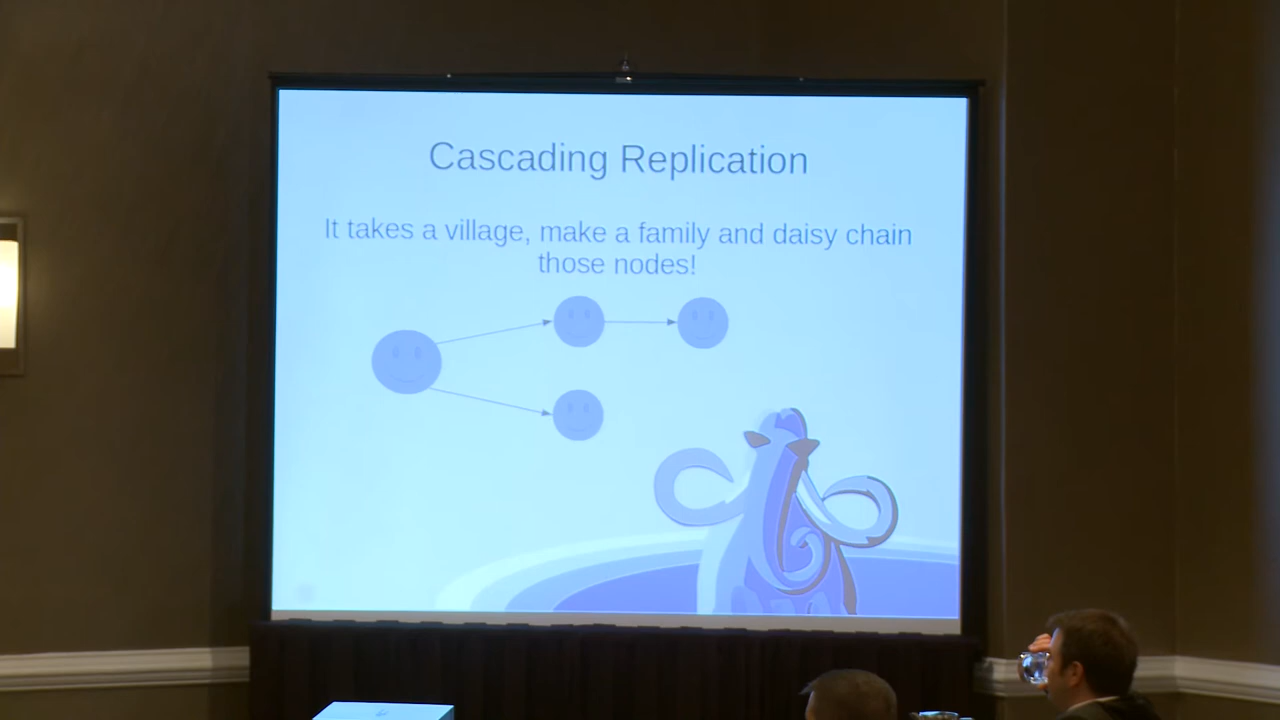 Cascading Replication
It takes a village, make a family and daisy chain
those nodes!